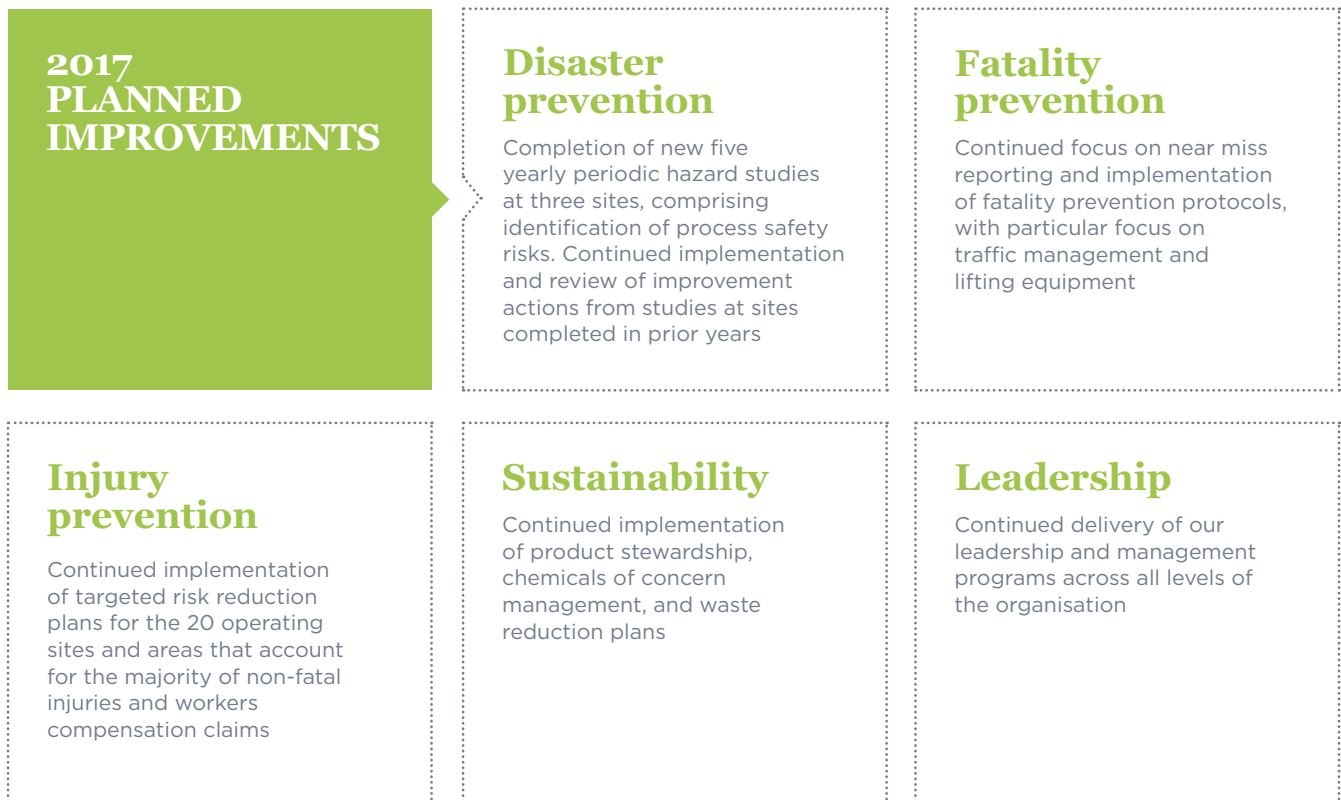 2017
PLANNED
IMPROVEMENTS
Disaster
prevention
Completion of new five
yearly periodic hazard studies
at three sites, comprising
identification of process safety
risks. Continued implementation
and review of improvement
actions from studies at sites
completed in prior years
Fatality
prevention
Continued focus on near miss
reporting and implementation
of fatality prevention protocols,
with particular focus on
traffic management and
lifting equipment
Injury
prevention
Continued implementation
of targeted risk reduction
plans for the 20 operating
sites and areas that account
for the majority of non-fatal
injuries and workers
compensation claims
Sustainability
Continued implementation
of product stewardship,
chemicals of concern
management, and waste
reduction plans
Leadership
Continued delivery of our
leadership and management
programs across all levels of
the organisation